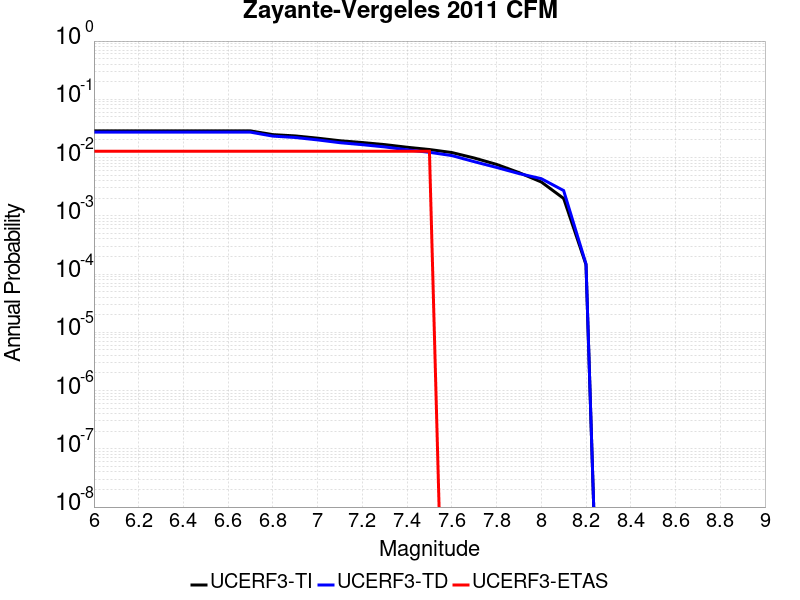 Zayante-Vergeles 2011 CFM
10^0
10^-1
10^-2
10^-3
10^-4
10^-5
10^-6
10^-7
10^-8
Annual Probability
6 6.2 6.4 6.6 6.8 7 7.2 7.4 7.6 7.8 8 8.2 8.4 8.6 8.8 9
Magnitude
UCERF3-TI UCERF3-TD UCERF3-ETAS